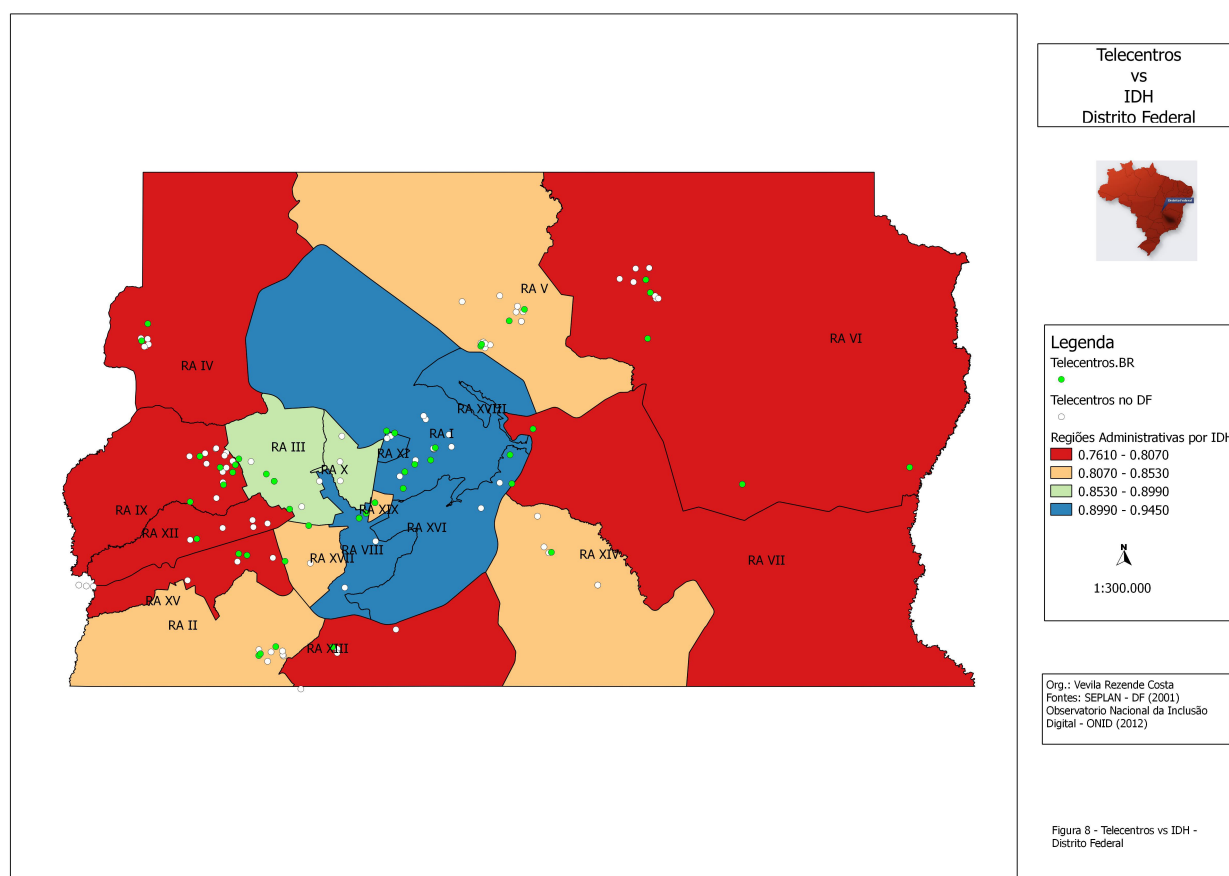 Telecentros
vs
IDH
Distrito Federal
RA V
RA VI
RA IV
RA XVIII
RA I
RA III
RA XI
RA X
RA IX
RA XIX
RA XII
RA XVI
RA VIII
RA XVII
RA XIV
RA VII
RA XV
RA II
RA XIII
Legenda
Telecentros.BR
Telecentros no DF
Regiões Administrativas por IDH
0.7610 - 0.8070
0.8070 - 0.8530
0.8530 - 0.8990
0.8990 - 0.9450
N
1:300.000
Org.: Vevila Rezende Costa
Fontes: SEPLAN - DF (2001)
Observatorio Nacional da Inclusão
Digital - ONID (2012)
Figura 8 - Telecentros vs IDH -
Distrito Federal